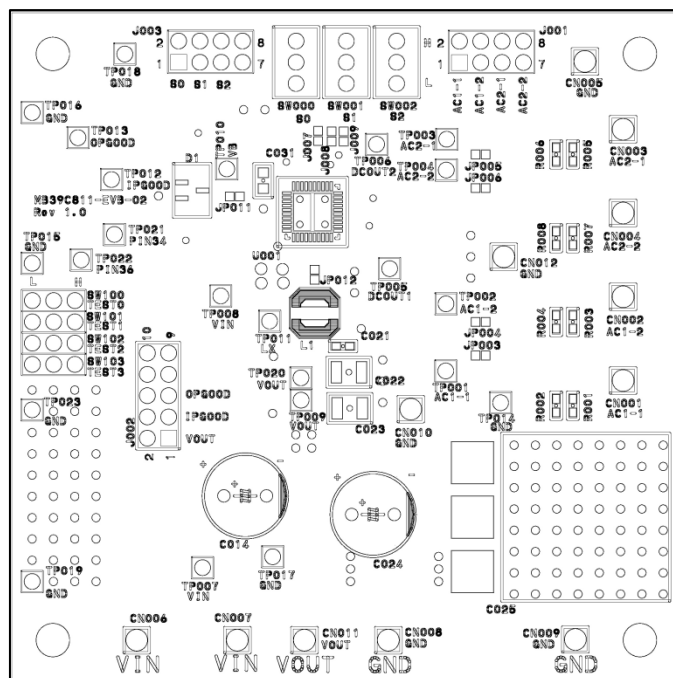 J003
2 8
1 7
S0 S1 S2
TP018
GND
SW000
S0
SW001
S1
SW002
S2
H
L
J001
2 8
1 7
AC1-1
AC1-2
AC2-1
AC2-2
CN005
GND
TP016
GND
TP013
OPGOOD
TP012
IPGOOD
MB39C811-EVB-02
Rev 1.0
D1
TP010
VB
C031
J007
J008
J009
TP006
DCOUT2
TP003
AC2-1
TP004
AC2-2
JP005
JP006
R006
R005
CN003
AC2-1
JP011
TP021
PIN34
TP015
GND
TP022
PIN36
U001
R008
R007
CN004
AC2-2
CN012
GND
L H
SW100
TEST0
SW101
TEST1
SW102
TEST2
SW103
TEST3
TP008
VIN
JP012
TP005
DCOUT1
TP002
AC1-2
JP004
JP003
R004
R003
CN002
AC1-2
TP011
LX
L1
C021
C022
C023
TP020
VOUT
TP009
VOUT
TP001
AC1-1
TP014
GND
R002
R001
CN001
AC1-1
CN010
GND
TP023
GND
10 9
OPGOOD
IPGOOD
VOUT
J002
2 1
+ -
C014
+ -
C024
C025
TP019
GND
TP007
VIN
TP017
GND
CN006
VIN
CN007
VIN
CN011
VOUT
VOUT
CN008
GND
GND
CN009
GND
GND